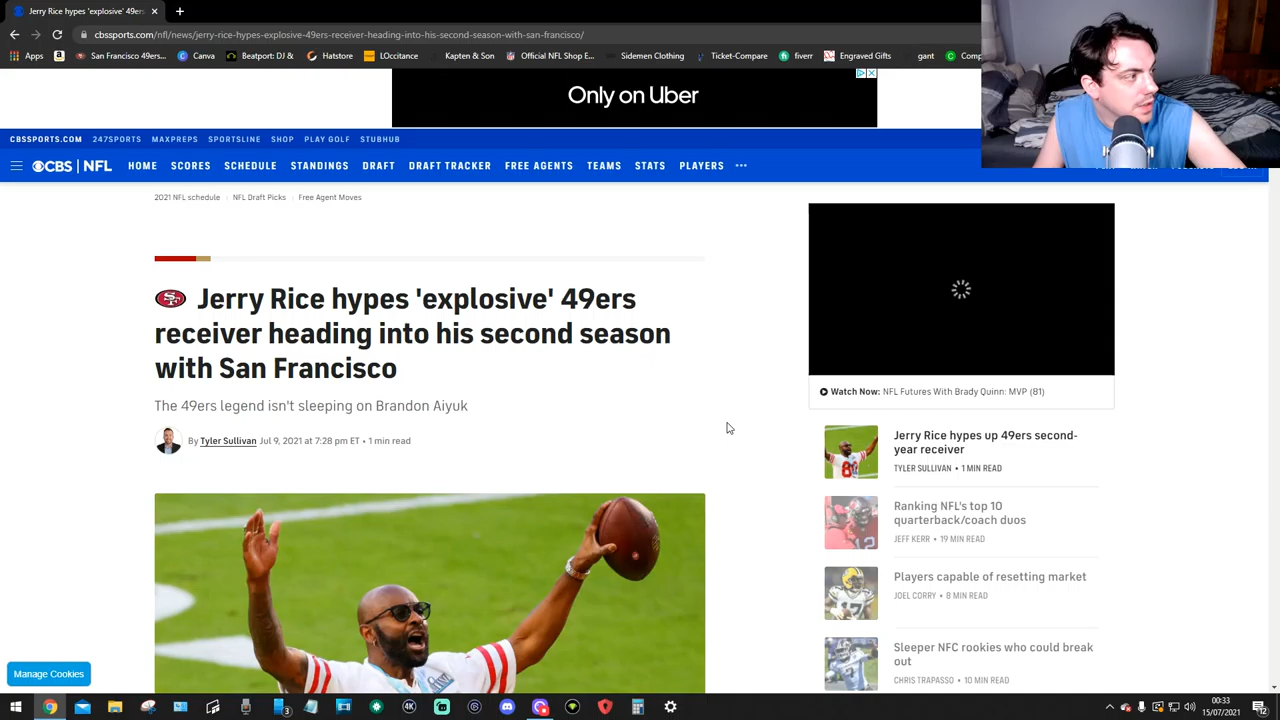 Jerry Rice hypes 'explosive' 49ers
cbssports.com/nfl/news/jerry-rice-hypes-explosive-49ers-receiver-heading-into-his-second-season-with-san-francisco/
Apps
San Francisco 49ers...
Canva
Beatport: DJ &...
Hatstore
LOccitance
Kapten & Son
Official NFL Shop E...
Sidemen Clothing
Ticket-Compare
fiverr
Engraved Gifts
gant
Only on Uber
CBSSPORTS.COM 247SPORTS MAXPREPS SPORTSLINE SHOP PLAY GOLF STUBHUB
CBS NFL HOME SCORES SCHEDULE STANDINGS DRAFT DRAFT TRACKER FREE AGENTS TEAMS STATS PLAYERS •••
2021 NFL schedule NFL Draft Picks Free Agent Moves
SF Jerry Rice hypes 'explosive' 49ers
receiver heading into his second season
with San Francisco
The 49ers legend isn't sleeping on Brandon Aiyuk
By Tyler Sullivan Jul 9, 2021 at 7:28 pm ET • 1 min read
Watch Now: NFL Futures With Brady Quinn: MVP (81)
Jerry Rice hypes up 49ers second-
year receiver
TYLER SULLIVAN • 1 MIN READ
Ranking NFL's top 10
quarterback/coach duos
JEFF KERR • 19 MIN READ
Players capable of resetting market
JOEL CORRY • 8 MIN READ
Sleeper NFC rookies who could break
out
CHRIS TRAPASSO • 10 MIN READ
Manage Cookies
00:33
15/07/2021